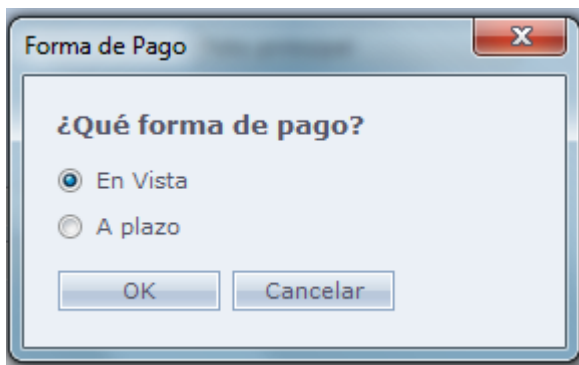 Forma de Pago
¿Qué forma de pago?
En Vista
A plazo
OK Cancelar